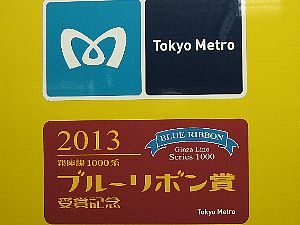 Tokyo Metro
2013
BLUE RIBBON
Ginza Line
Series 1000
銀座線1000系
ブルーリボン賞
受賞記念
Tokyo Metro